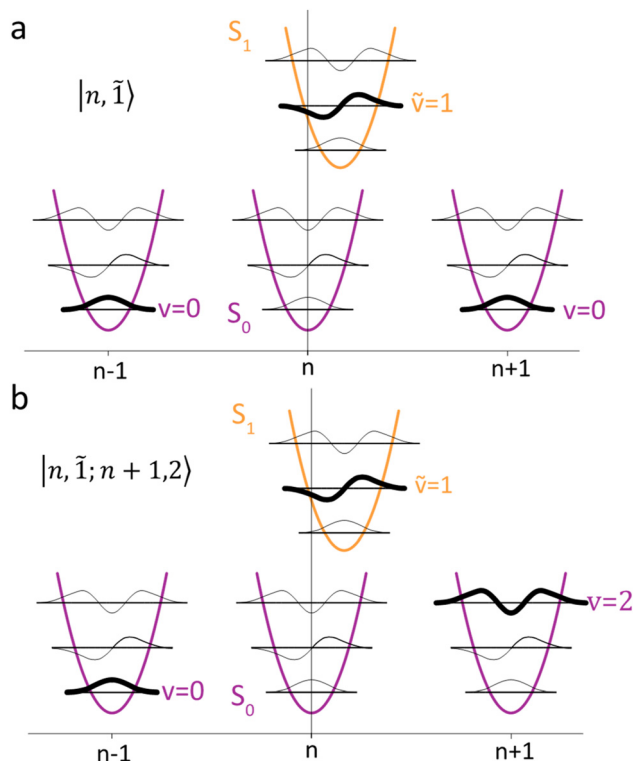 a
S₁
|n, 1̃⟩
ṽ=1
v=0
S₀
v=0
n-1
n
n+1
b
S₁
|n, 1̃; n + 1,2⟩
ṽ=1
v=2
v=0
S₀
n-1
n
n+1